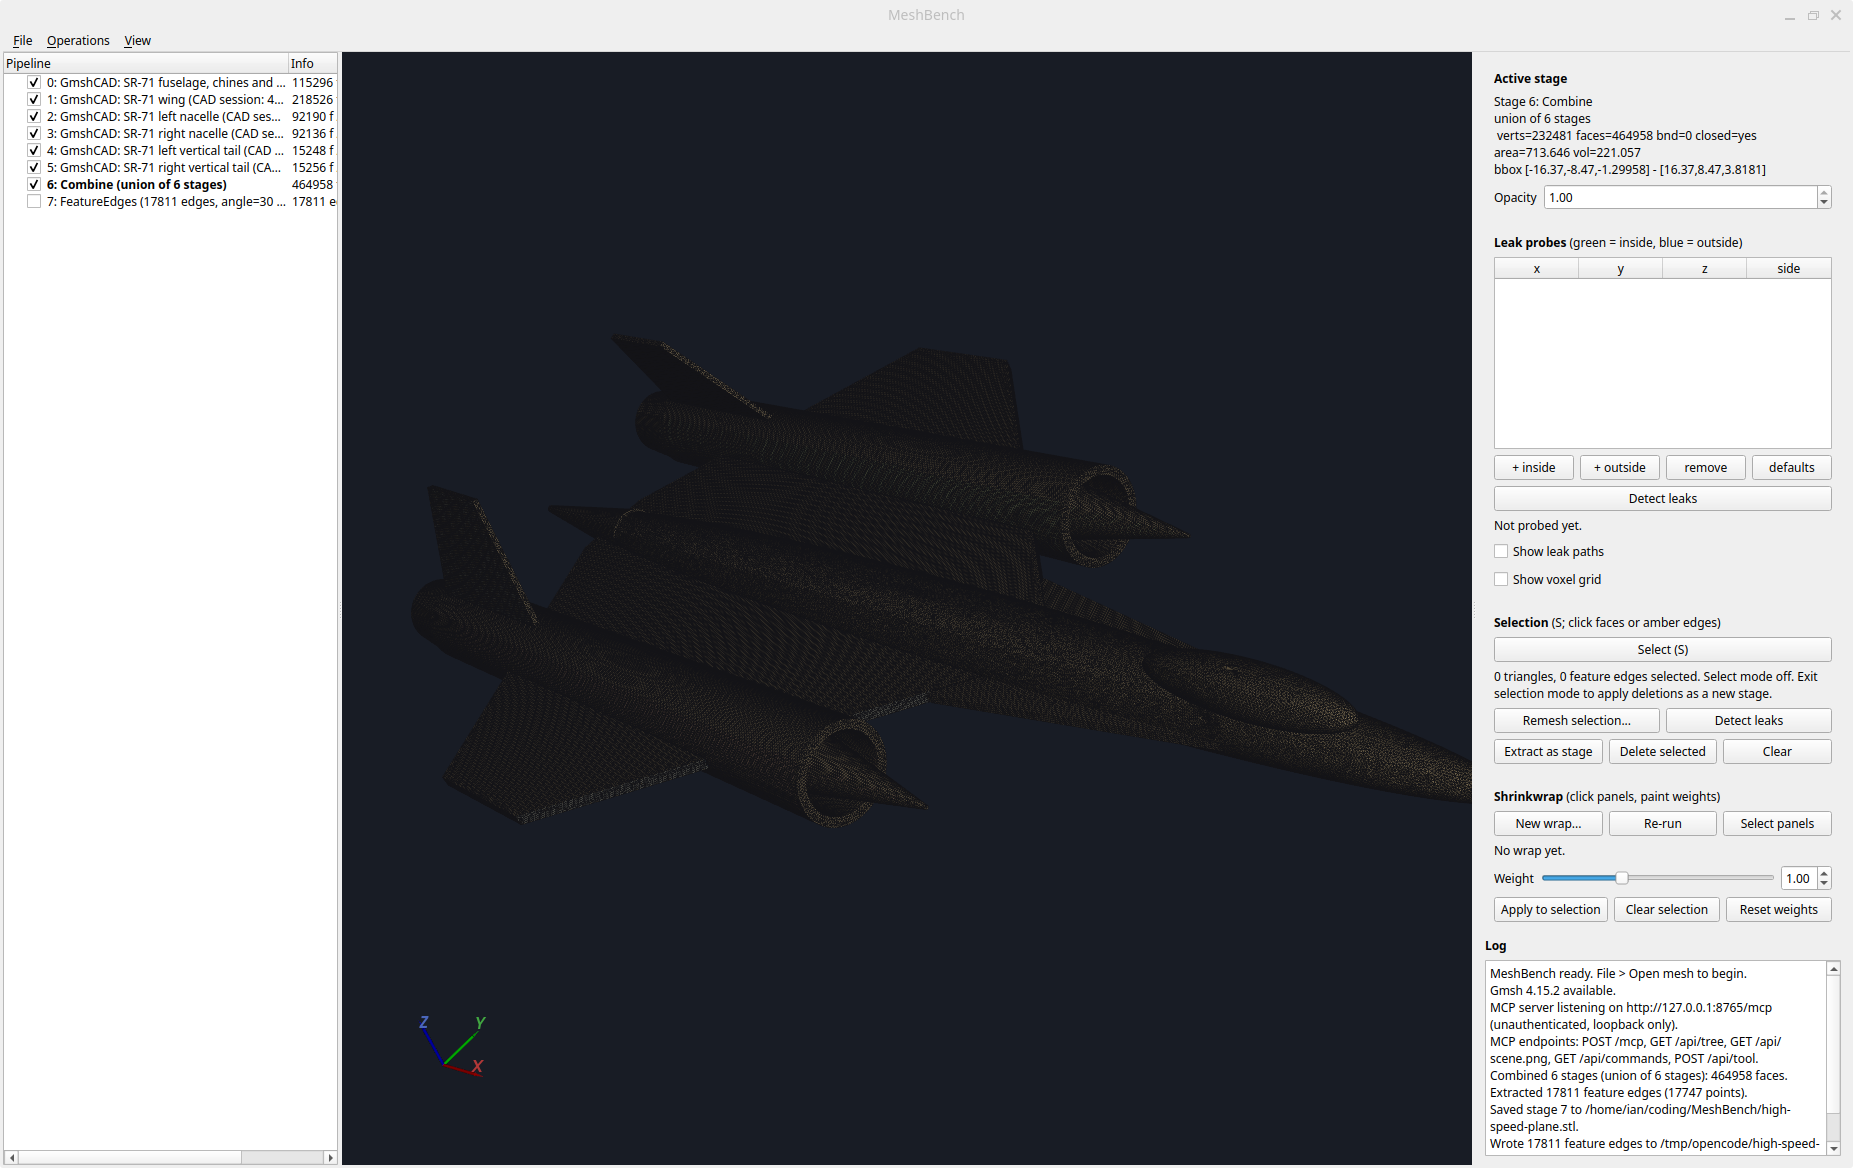 MeshBench
File Operations View
Pipeline Info
0: GmshCAD: SR-71 fuselage, chines and ... 115296
1: GmshCAD: SR-71 wing (CAD session: 4... 218526
2: GmshCAD: SR-71 left nacelle (CAD ses... 92190 f
3: GmshCAD: SR-71 right nacelle (CAD se... 92136 f
4: GmshCAD: SR-71 left vertical tail (CAD ... 15248 f
5: GmshCAD: SR-71 right vertical tail (CA... 15256 f
6: Combine (union of 6 stages) 464958
7: FeatureEdges (17811 edges, angle=30 ... 17811 e
Z
Y
X
Active stage
Stage 6: Combine
union of 6 stages
verts=232481 faces=464958 bnd=0 closed=yes
area=713.646 vol=221.057
bbox [-16.37,-8.47,-1.29958] - [16.37,8.47,3.8181]
Opacity 1.00
Leak probes (green = inside, blue = outside)
x y z side
+ inside + outside remove defaults
Detect leaks
Not probed yet.
Show leak paths
Show voxel grid
Selection (S; click faces or amber edges)
Select (S)
0 triangles, 0 feature edges selected. Select mode off. Exit
selection mode to apply deletions as a new stage.
Remesh selection... Detect leaks
Extract as stage Delete selected Clear
Shrinkwrap (click panels, paint weights)
New wrap... Re-run Select panels
No wrap yet.
Weight 1.00
Apply to selection Clear selection Reset weights
Log
MeshBench ready. File > Open mesh to begin.
Gmsh 4.15.2 available.
MCP server listening on http://127.0.0.1:8765/mcp
(unauthenticated, loopback only).
MCP endpoints: POST /mcp, GET /api/tree, GET /api/
scene.png, GET /api/commands, POST /api/tool.
Combined 6 stages (union of 6 stages): 464958 faces.
Extracted 17811 feature edges (17747 points).
Saved stage 7 to /home/ian/coding/MeshBench/high-
speed-plane.stl.
Wrote 17811 feature edges to /tmp/opencode/high-speed-